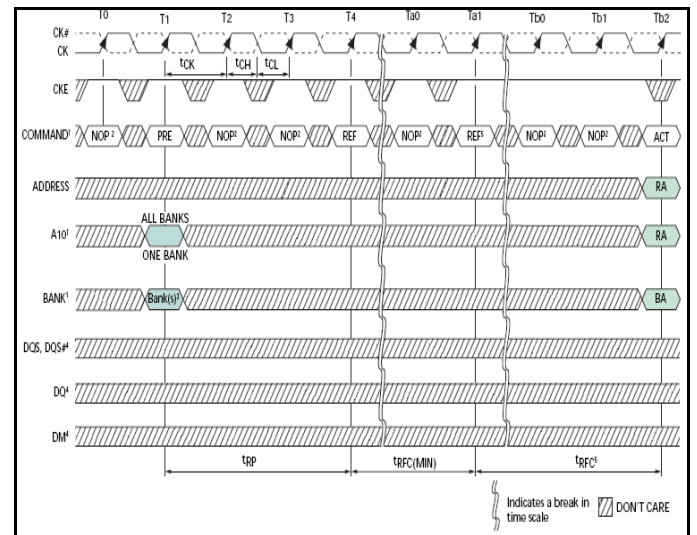 T0 T1 T2 T3 T4 Ta0 Ta1 Tb0 Tb1 Tb2
CK#
CK
tCK tCH tCL
CKE
COMMAND¹ NOP² PRE NOP² NOP² REF NOP² REF⁵ NOP² NOP² ACT
ADDRESS RA
ALL BANKS
A10¹ RA
ONE BANK
BANK¹ Bank(s)³ BA
DQS, DQS#⁴
DQ⁴
DM⁴
tRP tRFC(MIN) tRFC⁵
Indicates a break in
time scale
DON'T CARE